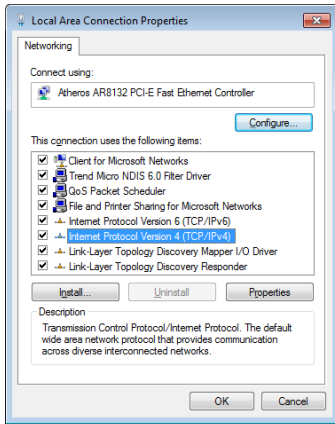 Local Area Connection Properties
Networking
Connect using:
Atheros AR8132 PCI-E Fast Ethernet Controller
Configure...
This connection uses the following items:
Client for Microsoft Networks
Trend Micro NDIS 6.0 Filter Driver
QoS Packet Scheduler
File and Printer Sharing for Microsoft Networks
Internet Protocol Version 6 (TCP/IPv6)
Internet Protocol Version 4 (TCP/IPv4)
Link-Layer Topology Discovery Mapper I/O Driver
Link-Layer Topology Discovery Responder
Install...
Uninstall
Properties
Description
Transmission Control Protocol/Internet Protocol. The default
wide area network protocol that provides communication
across diverse interconnected networks.
OK
Cancel